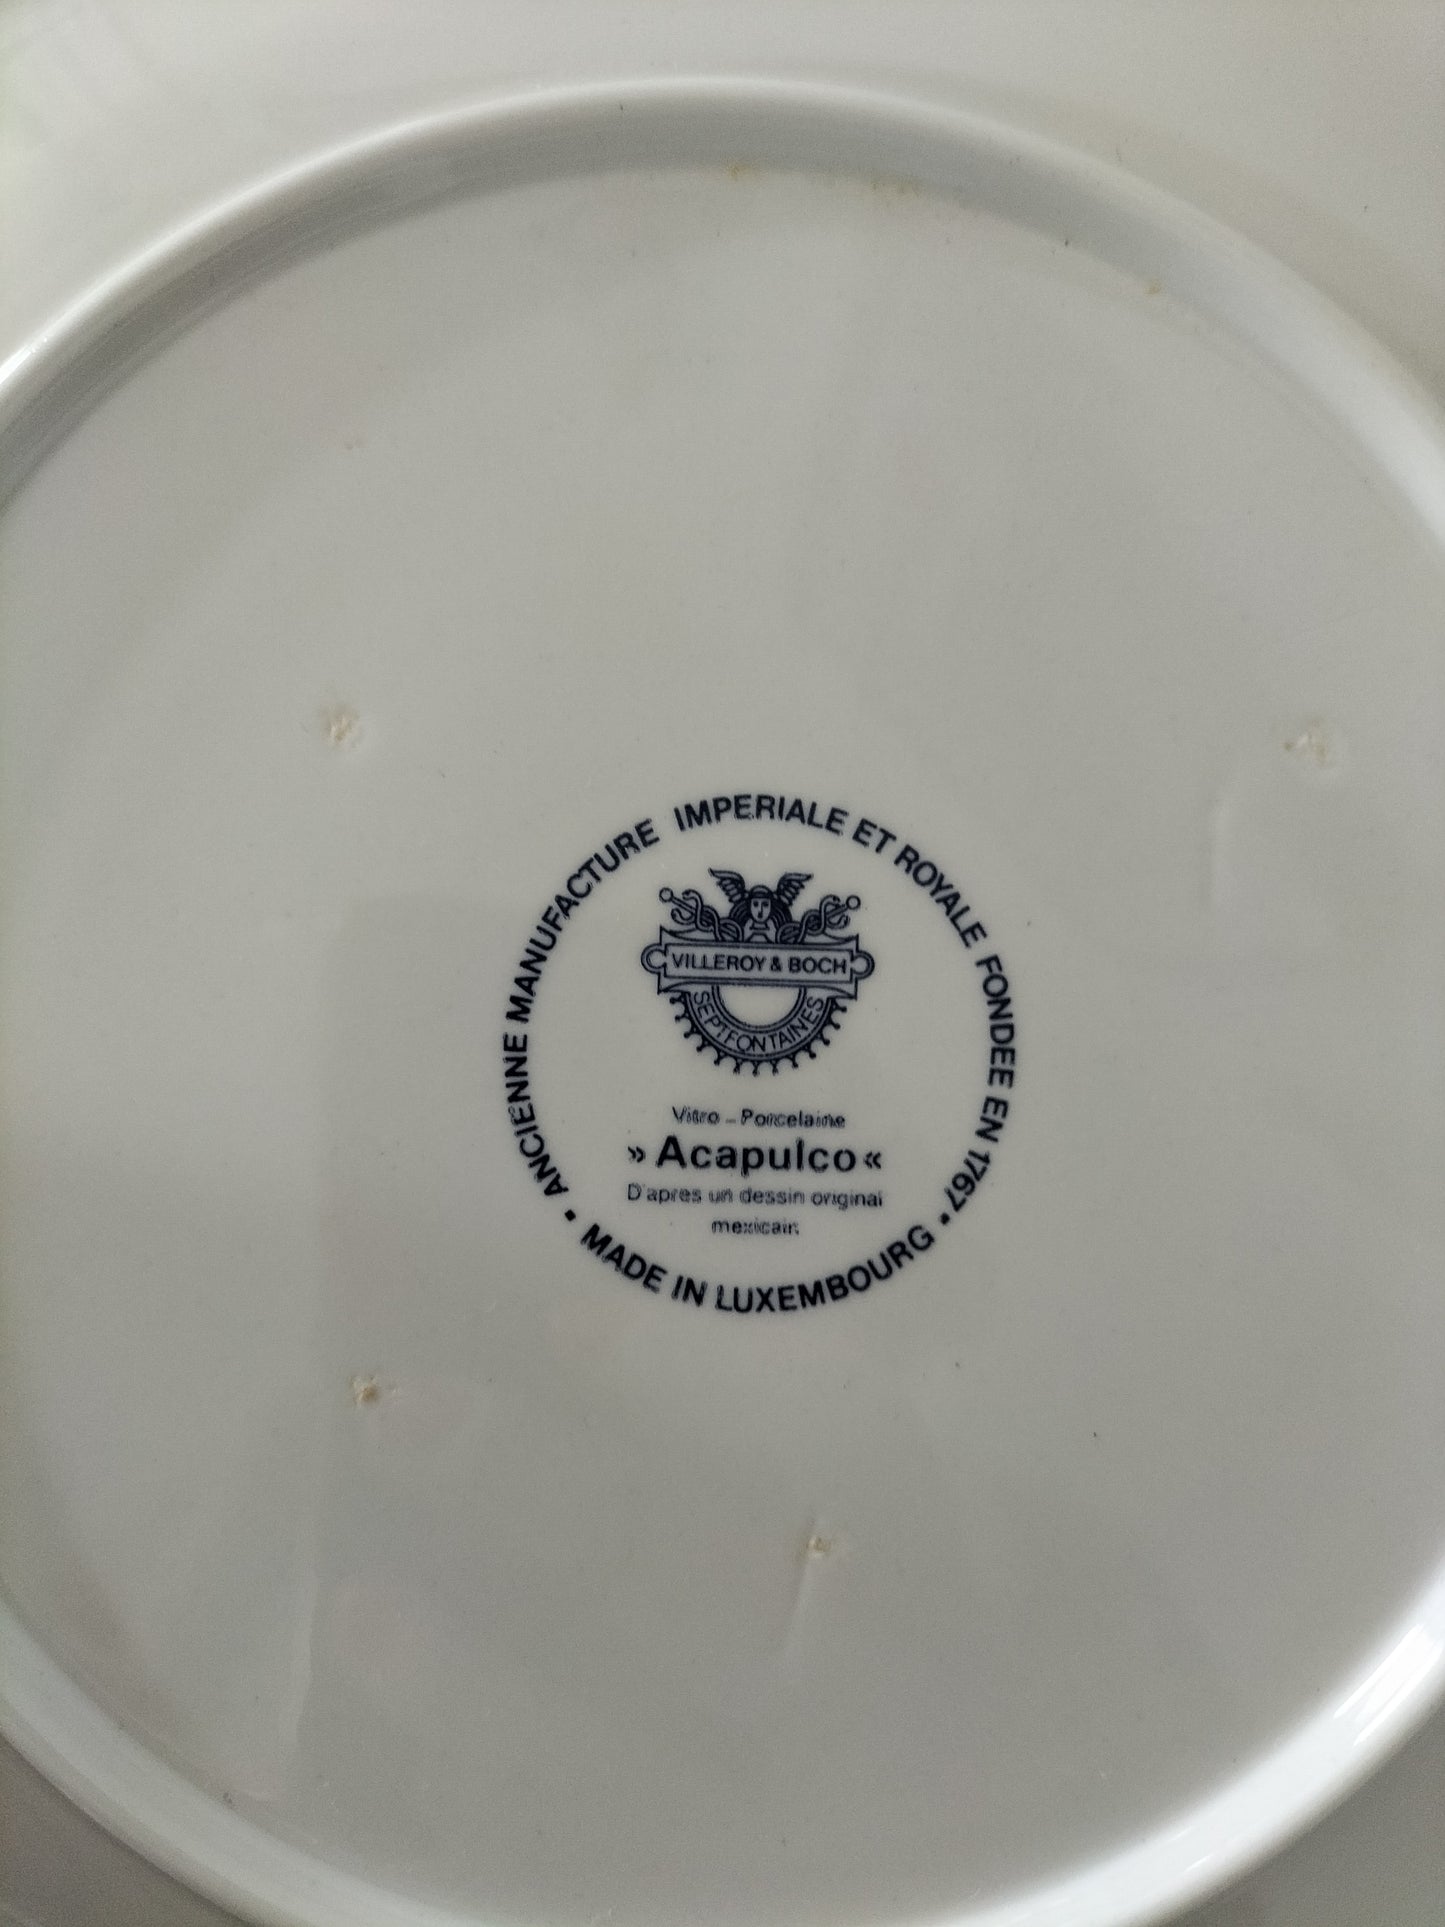 ANCIENNE MANUFACTURE IMPERIALE ET ROYALE FONDEE EN 1767 •
VILLEROY & BOCH
SEPTFONTAINES
Vitro - Porcelaine
» Acapulco «
D'apres un dessin original
mexicain
• MADE IN LUXEMBOURG